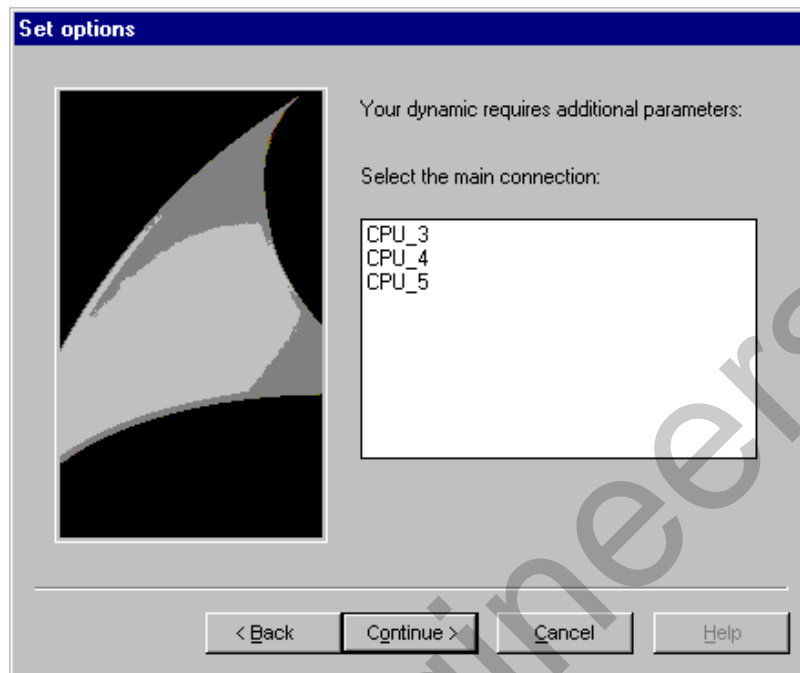 Set options
Your dynamic requires additional parameters:
Select the main connection:
CPU_3
CPU_4
CPU_5
< Back
Continue >
Cancel
Help